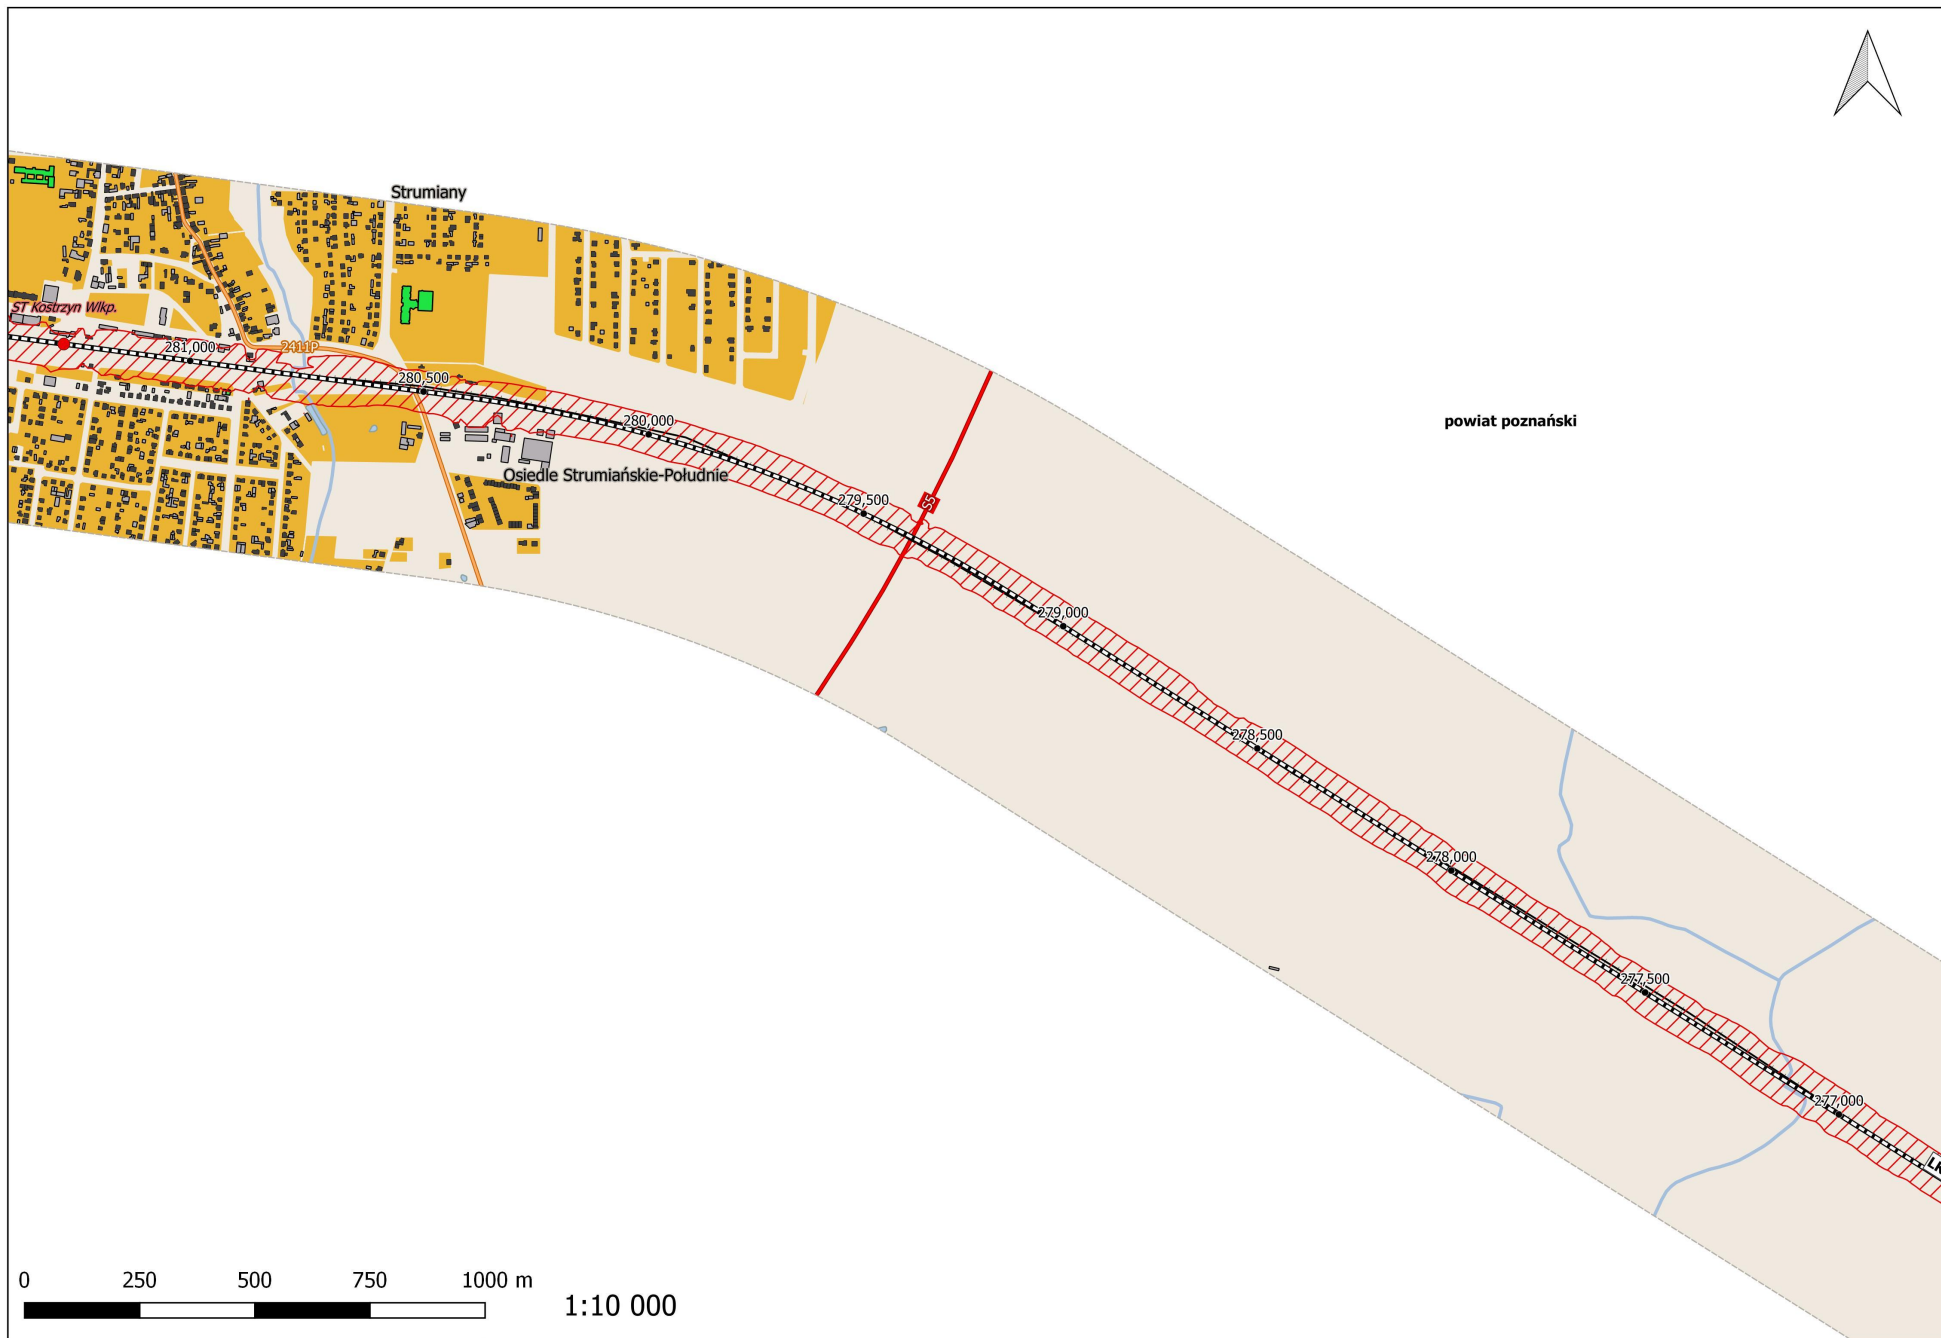 Strumiany
ST Kostrzyn Wlkp.
281,000
2411P
280,500
280,000
powiat poznański
Osiedle Strumiańskie-Południe
279,500
S5
279,000
278,500
278,000
277,500
277,000
LK
0 250 500 750 1000 m
1:10 000